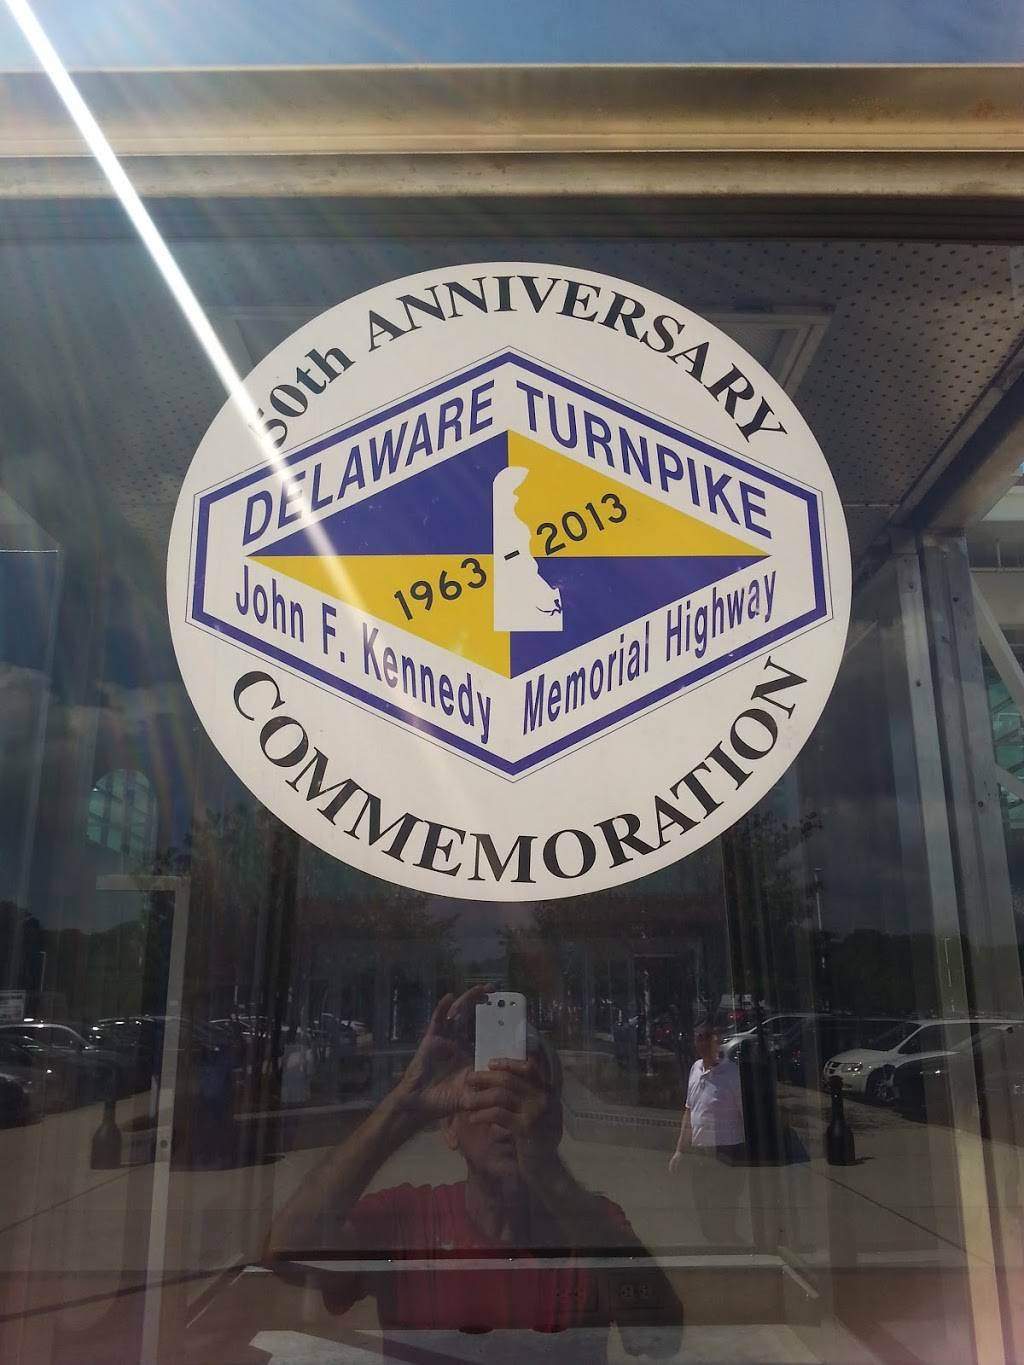 50th ANNIVERSARY
DELAWARE TURNPIKE
1963 - 2013
John F. Kennedy Memorial Highway
COMMEMORATION